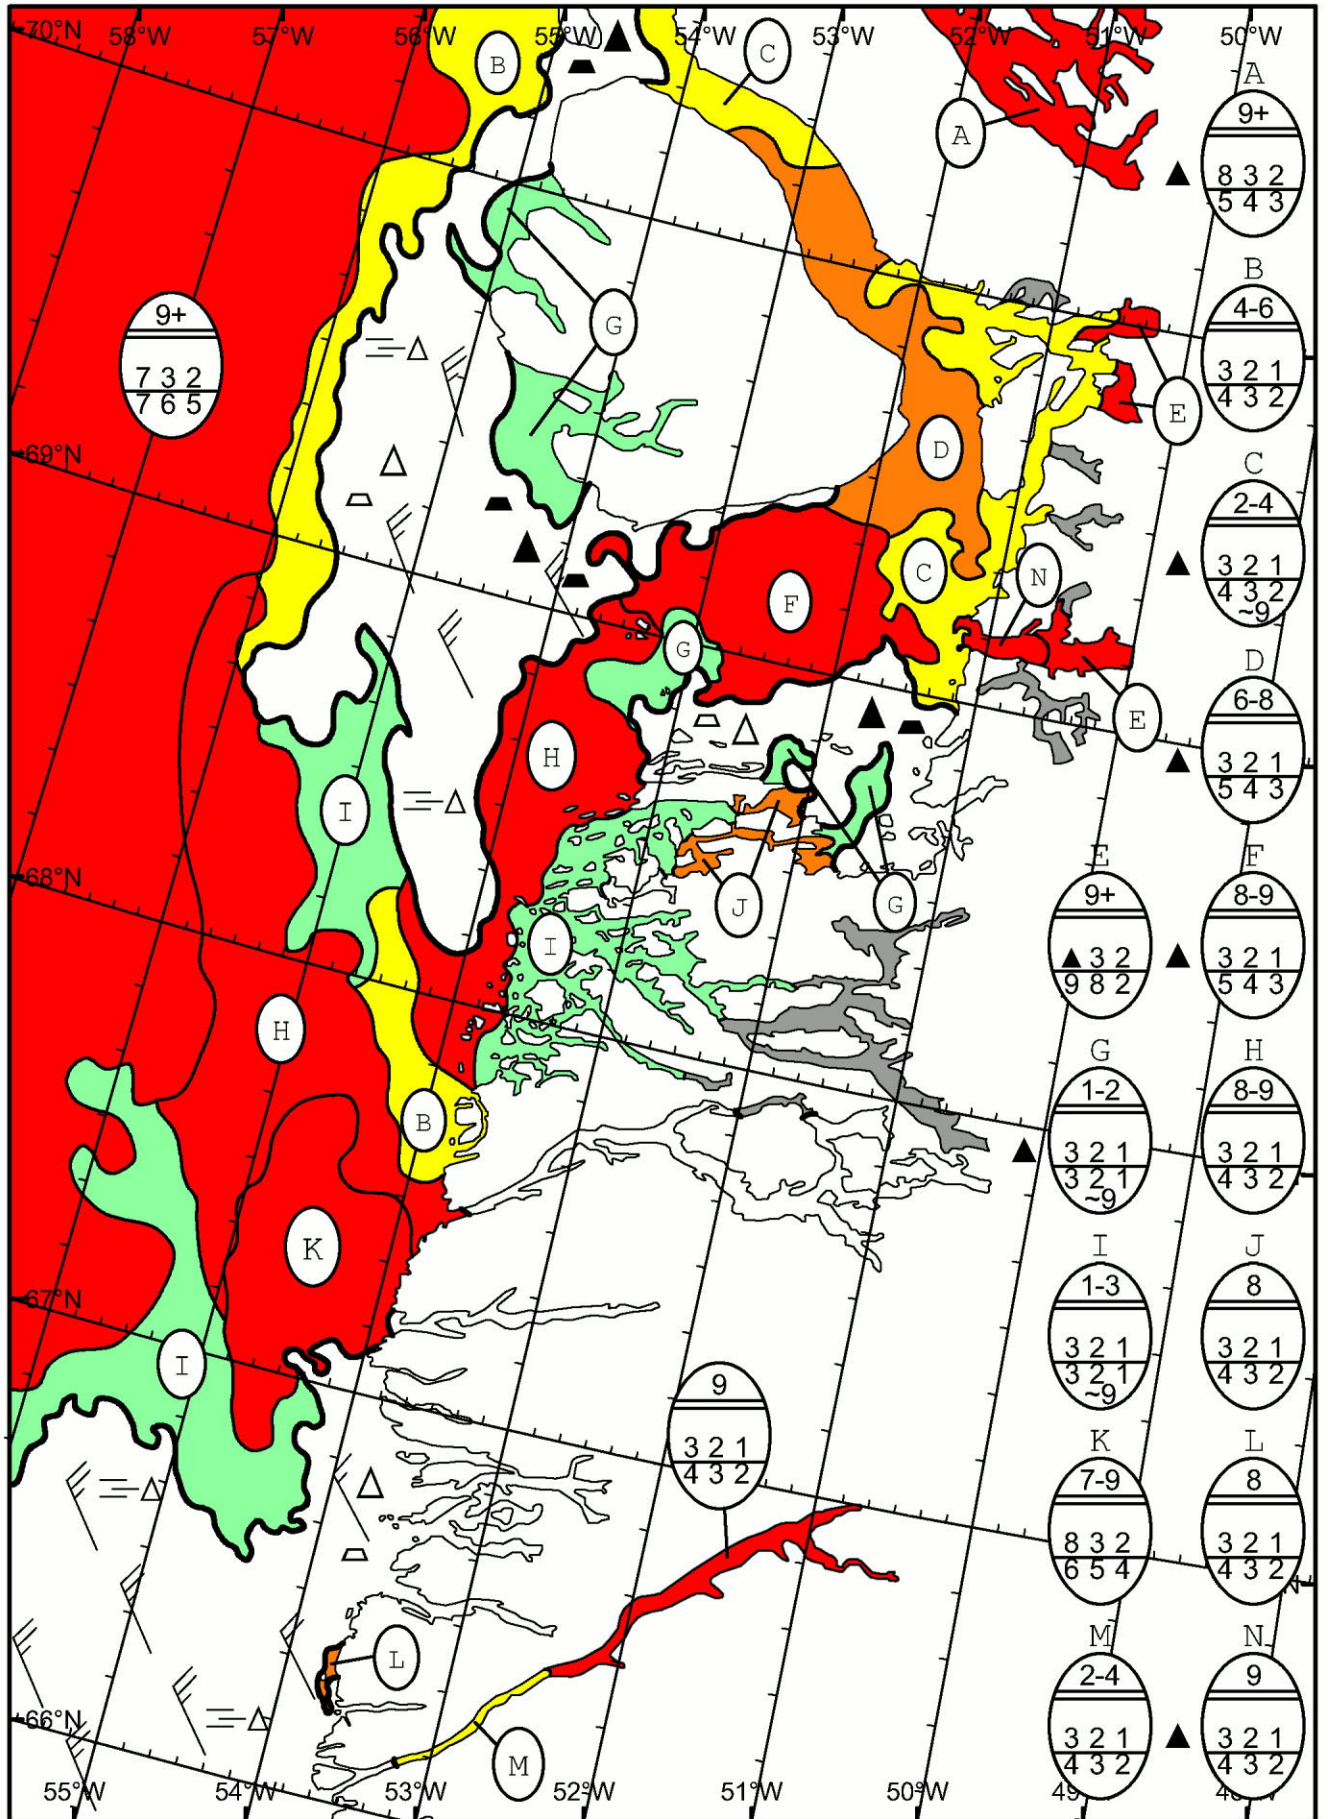 70°N 58°W 57°W 56°W 55°W 54°W 53°W 52°W 51°W 50°W
B
C
A
A
9+
8 3 2
5 4 3
B
4-6
3 2 1
4 3 2
9+
7 3 2
7 6 5
G
E
D
69°N
C
2-4
3 2 1
4 3 2
~9
C
N
F
G
D
6-8
3 2 1
5 4 3
E
H
I
68°N
J
G
E
9+
3 2
9 8 2
F
8-9
3 2 1
5 4 3
I
H
G
1-2
3 2 1
3 2 1
~9
H
8-9
3 2 1
4 3 2
B
K
I
1-3
3 2 1
3 2 1
~9
J
8
3 2 1
4 3 2
67°N
I
9
3 2 1
4 3 2
K
7-9
8 3 2
6 5 4
L
8
3 2 1
4 3 2
L
M
2-4
3 2 1
4 3 2
N
9
3 2 1
4 3 2
66°N
M
55°W 54°W 53°W 52°W 51°W 50°W